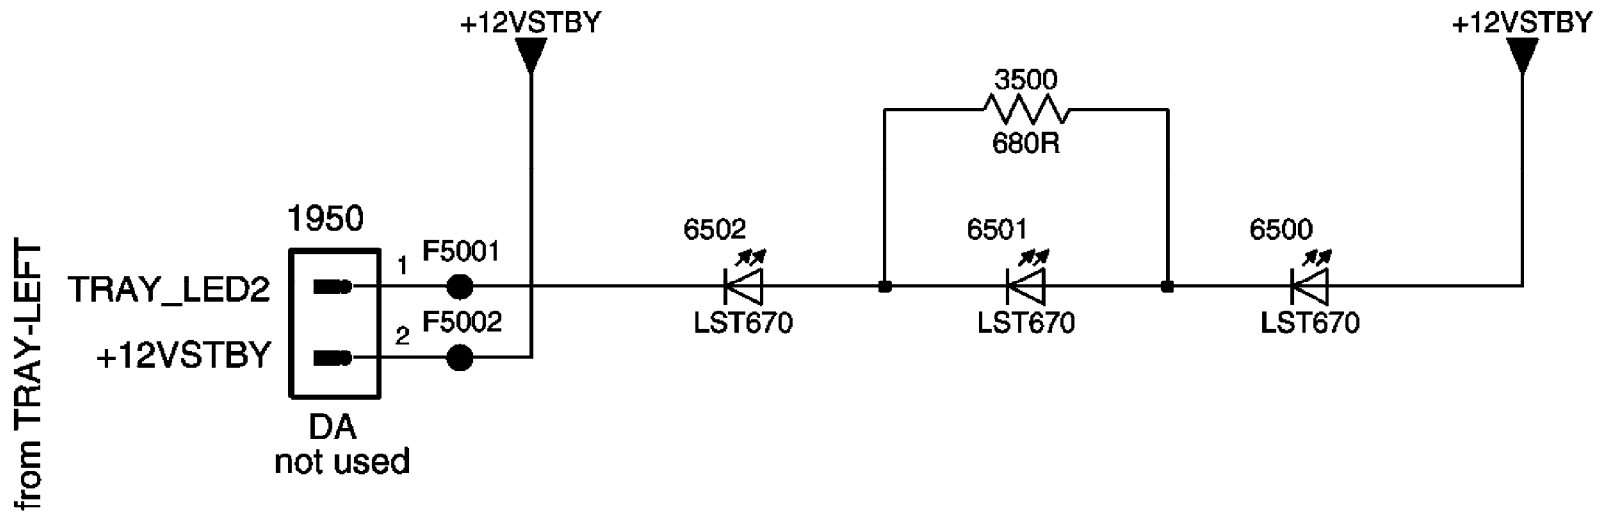 +12VSTBY
+12VSTBY
3500
680R
1950
6502
6501
6500
1 F5001
TRAY_LED2
LST670
LST670
LST670
2 F5002
+12VSTBY
DA
not used
from TRAY-LEFT